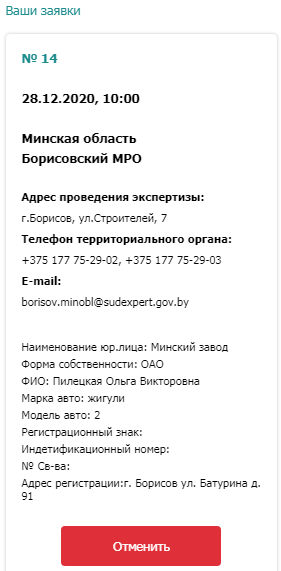 Ваши заявки
№ 14
28.12.2020, 10:00
Минская область
Борисовский МРО
Адрес проведения экспертизы:
г.Борисов, ул.Строителей, 7
Телефон территориального органа:
+375 177 75-29-02, +375 177 75-29-03
E-mail:
borisov.minobl@sudexpert.gov.by
Наименование юр.лица: Минский завод
Форма собственности: ОАО
ФИО: Пилецкая Ольга Викторовна
Марка авто: жигули
Модель авто: 2
Регистрационный знак:
Индетификационный номер:
№ Св-ва:
Адрес регистрации:г. Борисов ул. Батурина д.
91
Отменить